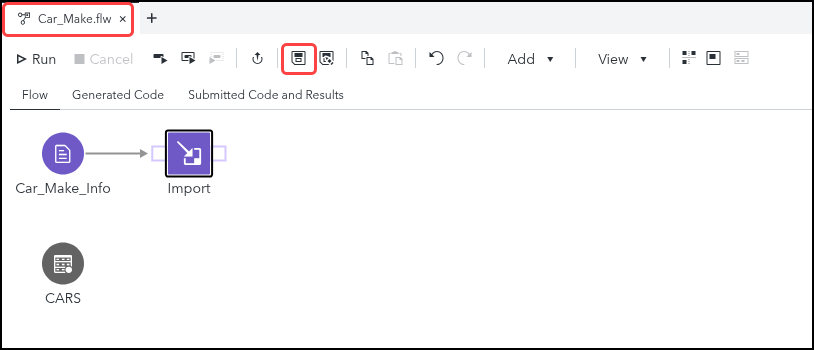 Car_Make.flw × +
Run Cancel Add View
Flow Generated Code Submitted Code and Results
Car_Make_Info Import
CARS